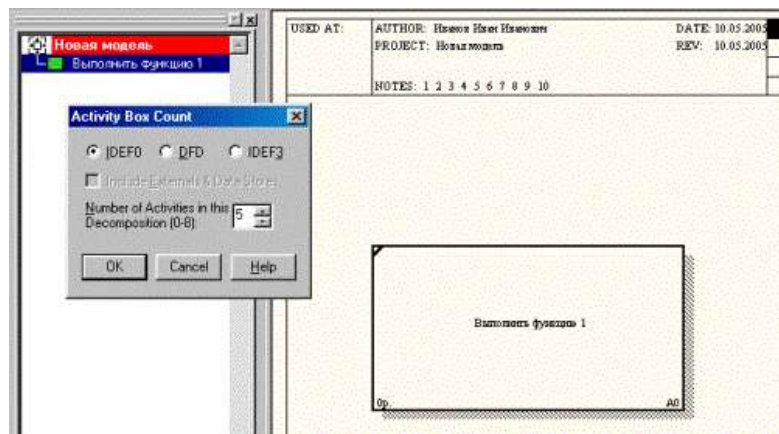 Новая модель
Выполнить функцию 1
Activity Box Count
IDEF0 DFD IDEF3
Include Externals & Data Stores
Number of Activities in this
Decomposition (0-8): 5
OK Cancel Help
USED AT: AUTHOR: Иванов Иван Иванович DATE: 10.05.2005
PROJECT: Новая модель REV: 10.05.2005
NOTES: 1 2 3 4 5 6 7 8 9 10
Выполнить функцию 1
0р. A0